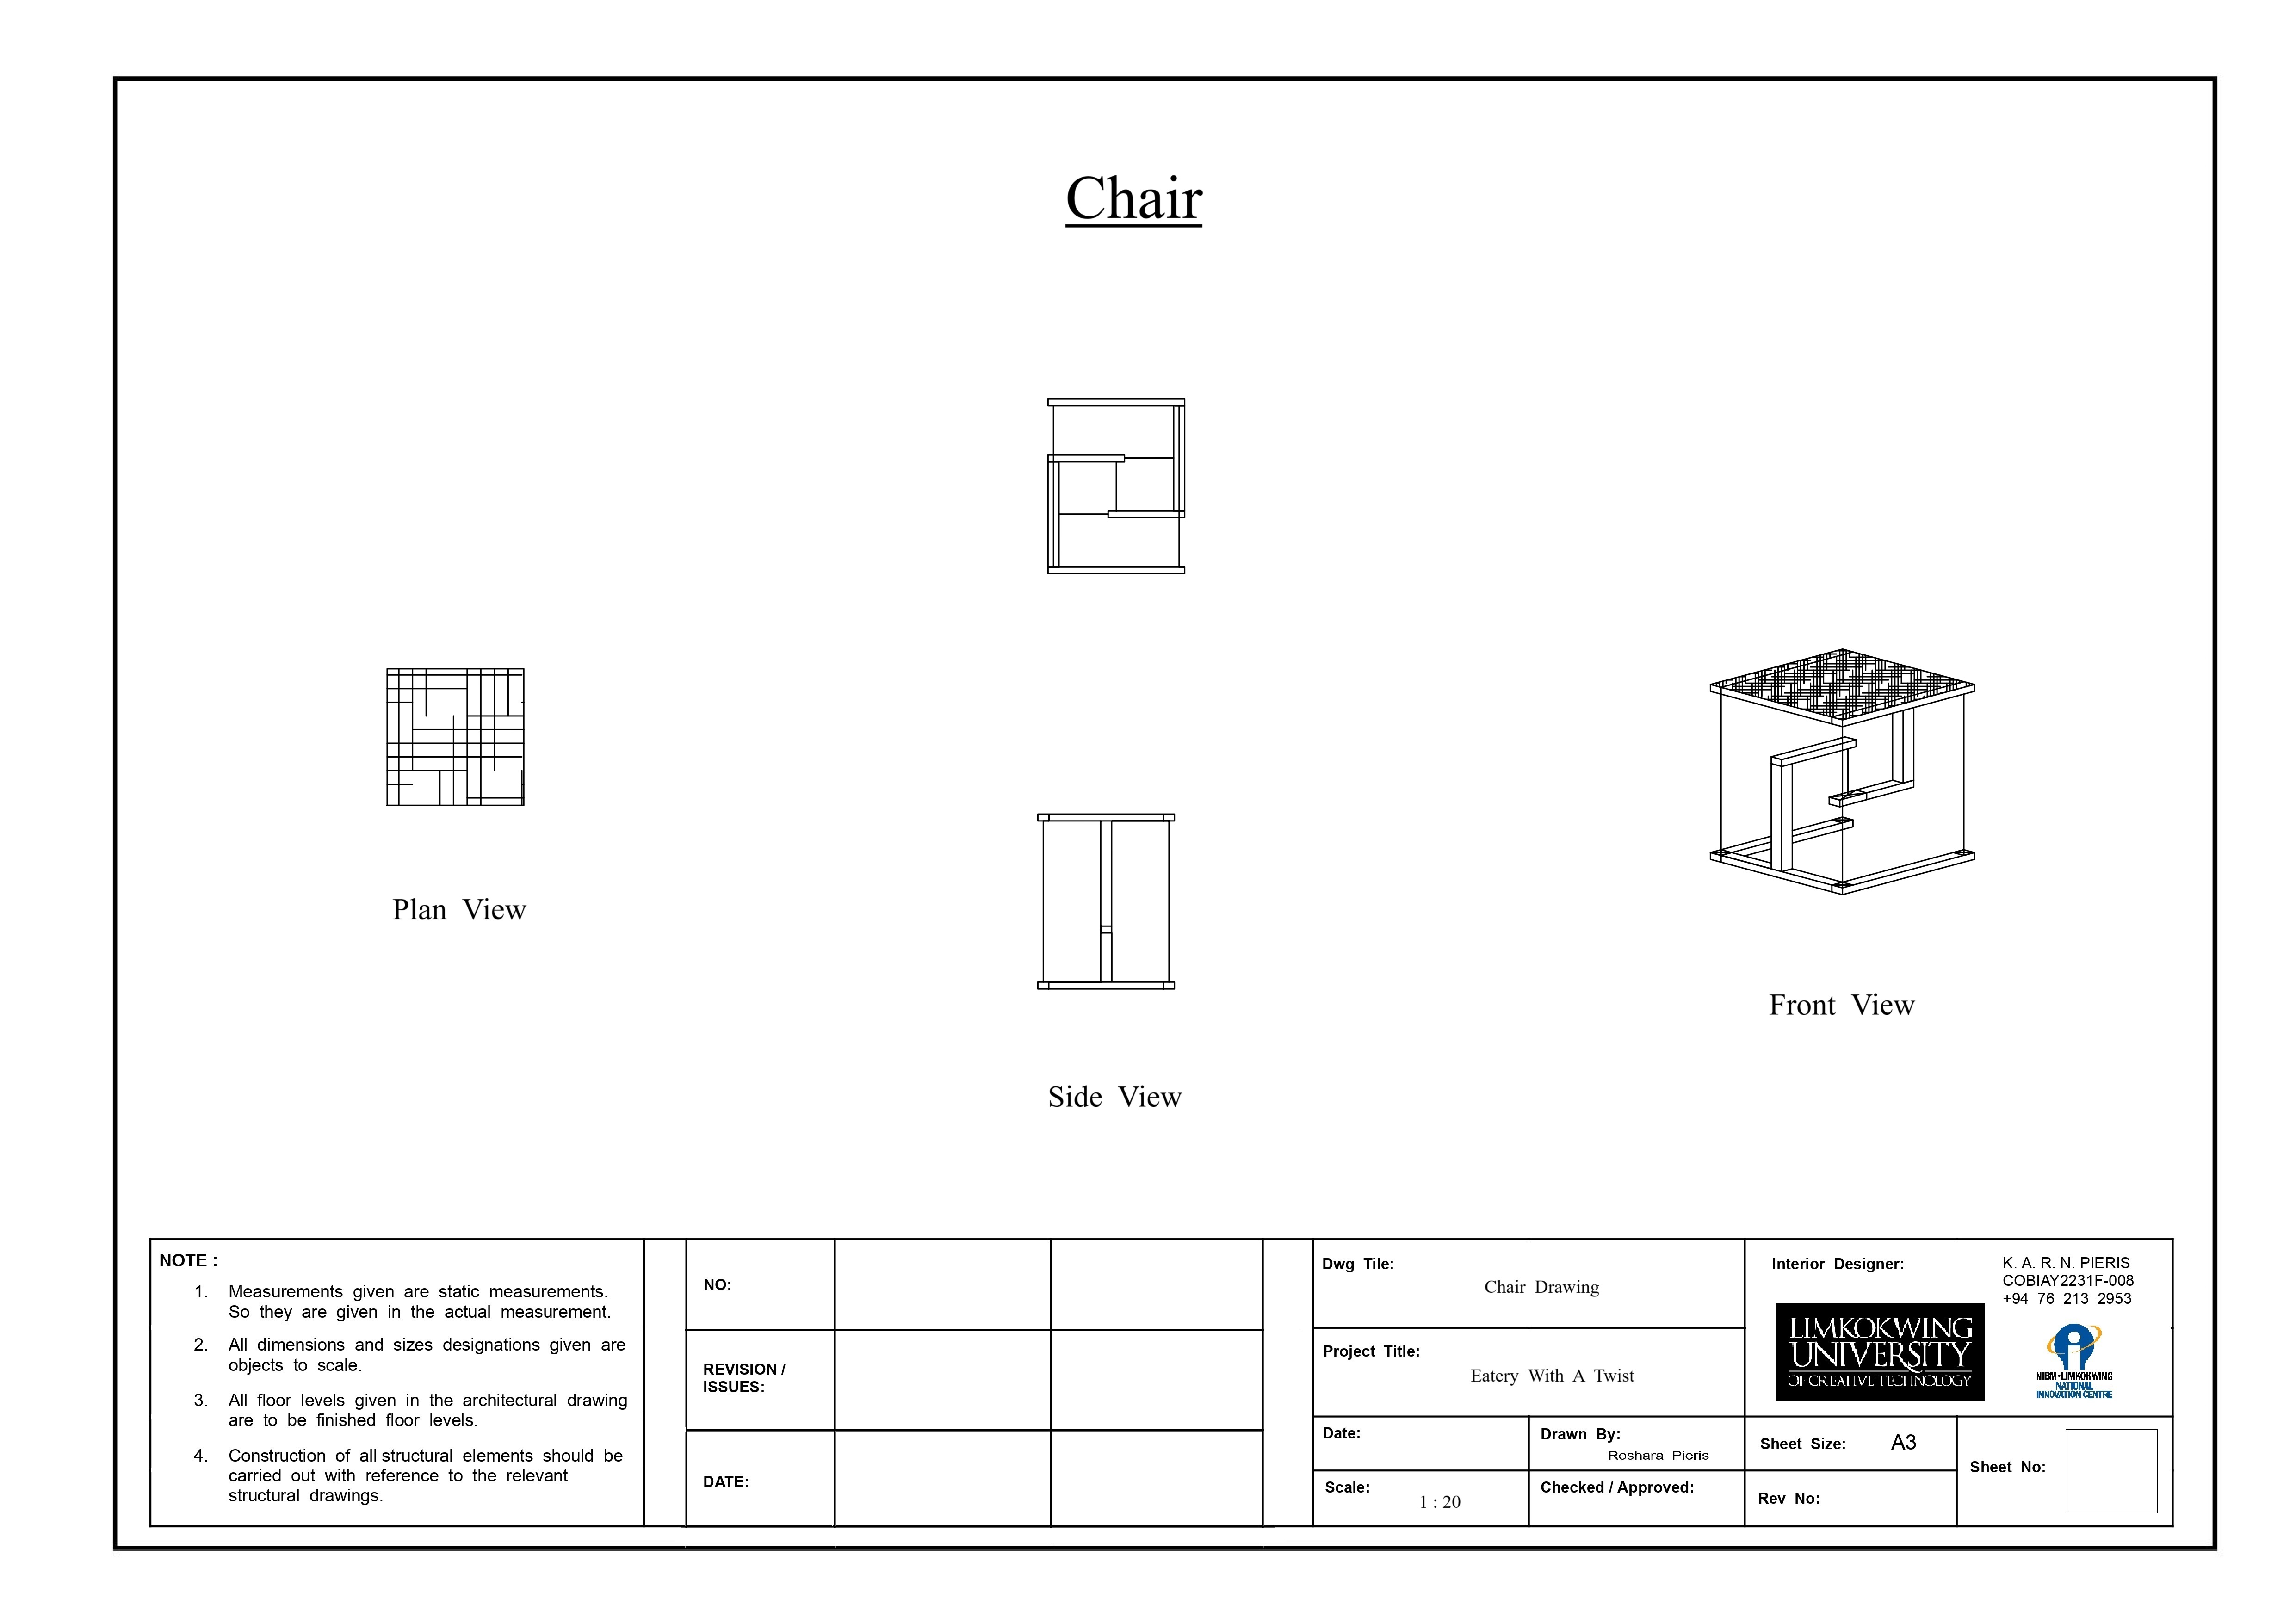 Chair
Plan View
Side View
Front View
NOTE :
1. Measurements given are static measurements.
So they are given in the actual measurement.
2. All dimensions and sizes designations given are
objects to scale.
3. All floor levels given in the architectural drawing
are to be finished floor levels.
4. Construction of all structural elements should be
carried out with reference to the relevant
structural drawings.
NO:
REVISION /
ISSUES:
DATE:
Dwg Tile:
Chair Drawing
Project Title:
Eatery With A Twist
Date:
Drawn By:
Roshara Pieris
Scale:
1 : 20
Checked / Approved:
Interior Designer:
K. A. R. N. PIERIS
COBIAY2231F-008
+94 76 213 2953
LIMKOKWING
UNIVERSITY
OF CREATIVE TECHNOLOGY
NIBM-LIMKOKWING
NATIONAL
INNOVATION CENTRE
Sheet Size: A3
Rev No:
Sheet No: